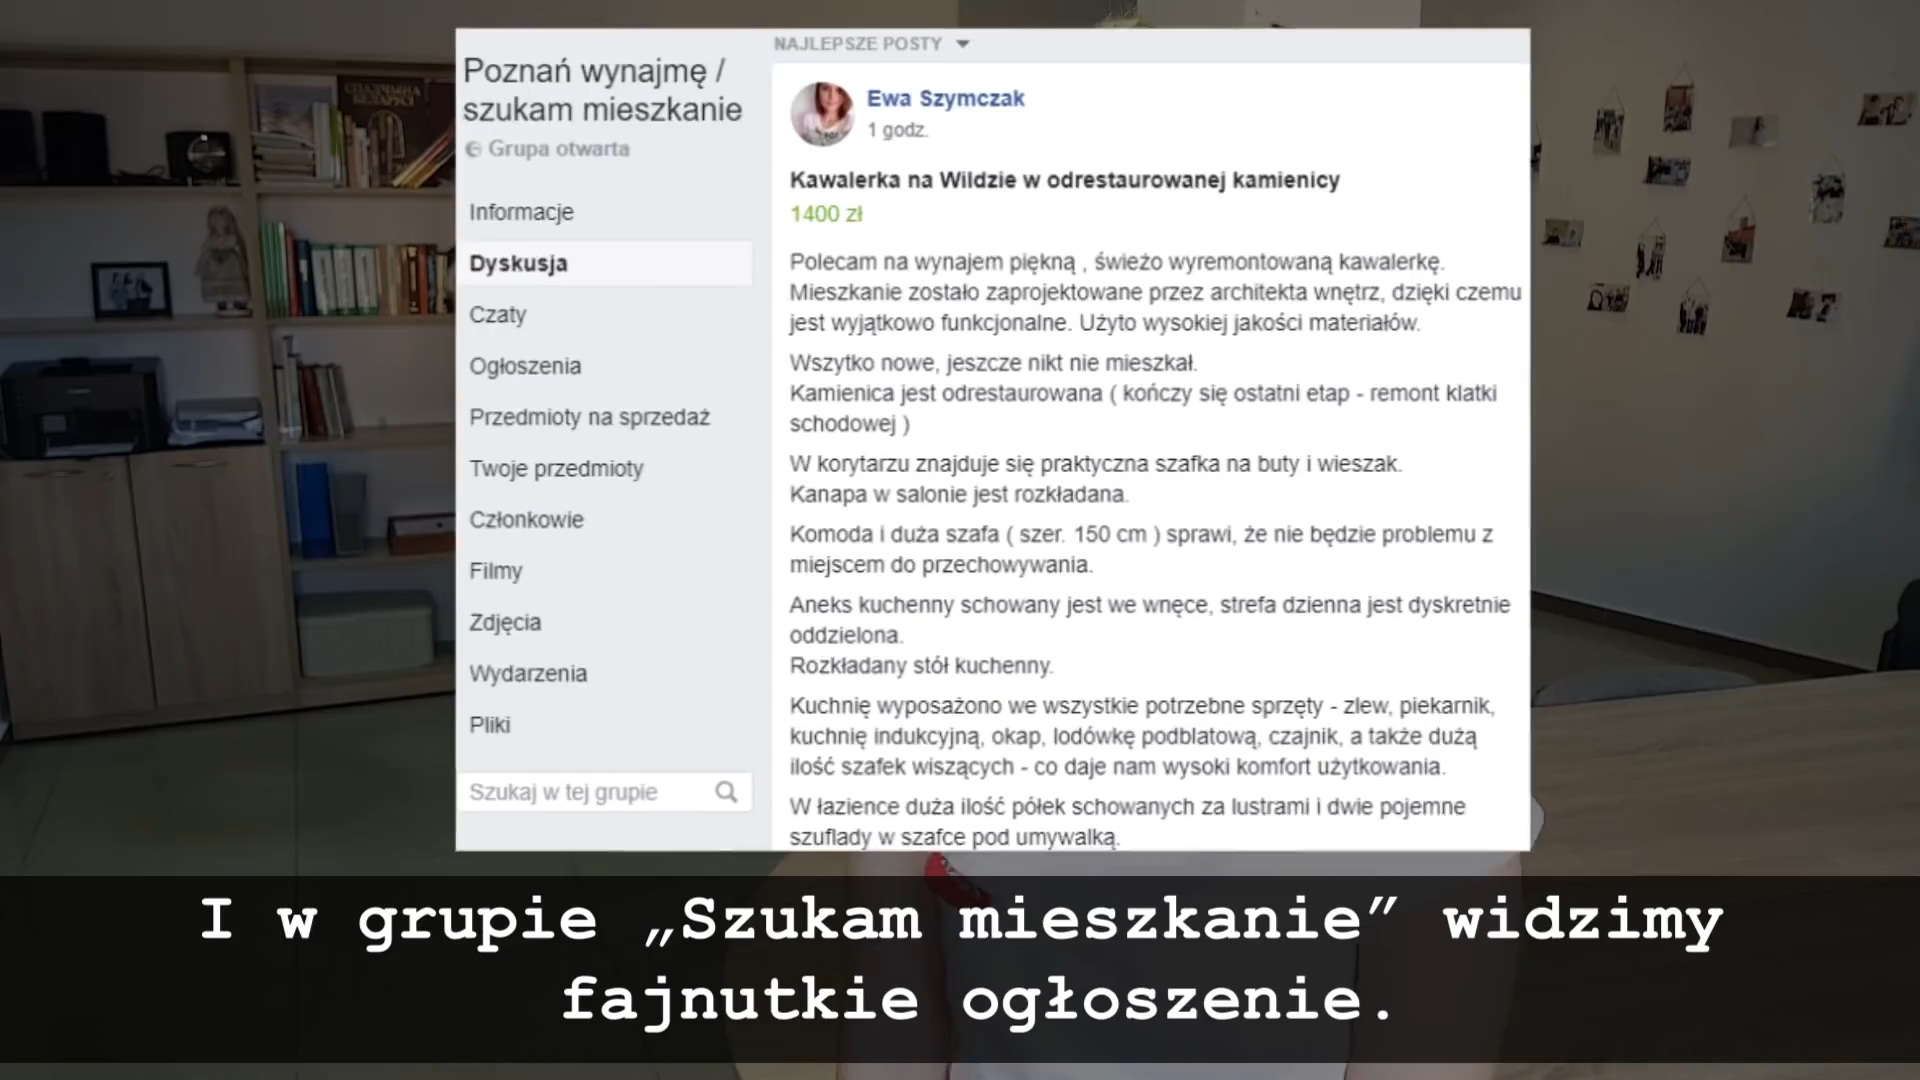 СПАДЧЫНА
БЕЛАРУСІ
Poznań wynajmę /
szukam mieszkanie
Grupa otwarta
Informacje
Dyskusja
Czaty
Ogłoszenia
Przedmioty na sprzedaż
Twoje przedmioty
Członkowie
Filmy
Zdjęcia
Wydarzenia
Pliki
Szukaj w tej grupie
NAJLEPSZE POSTY
Ewa Szymczak
1 godz.
Kawalerka na Wildzie w odrestaurowanej kamienicy
1400 zł
Polecam na wynajem piękną , świeżo wyremontowaną kawalerkę.
Mieszkanie zostało zaprojektowane przez architekta wnętrz, dzięki czemu
jest wyjątkowo funkcjonalne. Użyto wysokiej jakości materiałów.
Wszytko nowe, jeszcze nikt nie mieszkał.
Kamienica jest odrestaurowana ( kończy się ostatni etap - remont klatki
schodowej )
W korytarzu znajduje się praktyczna szafka na buty i wieszak.
Kanapa w salonie jest rozkładana.
Komoda i duża szafa ( szer. 150 cm ) sprawi, że nie będzie problemu z
miejscem do przechowywania.
Aneks kuchenny schowany jest we wnęce, strefa dzienna jest dyskretnie
oddzielona.
Rozkładany stół kuchenny.
Kuchnię wyposażono we wszystkie potrzebne sprzęty - zlew, piekarnik,
kuchnię indukcyjną, okap, lodówkę podblatową, czajnik, a także dużą
ilość szafek wiszących - co daje nam wysoki komfort użytkowania.
W łazience duża ilość półek schowanych za lustrami i dwie pojemne
szuflady w szafce pod umywalką.
I w grupie „Szukam mieszkanie” widzimy
fajnutkie ogłoszenie.